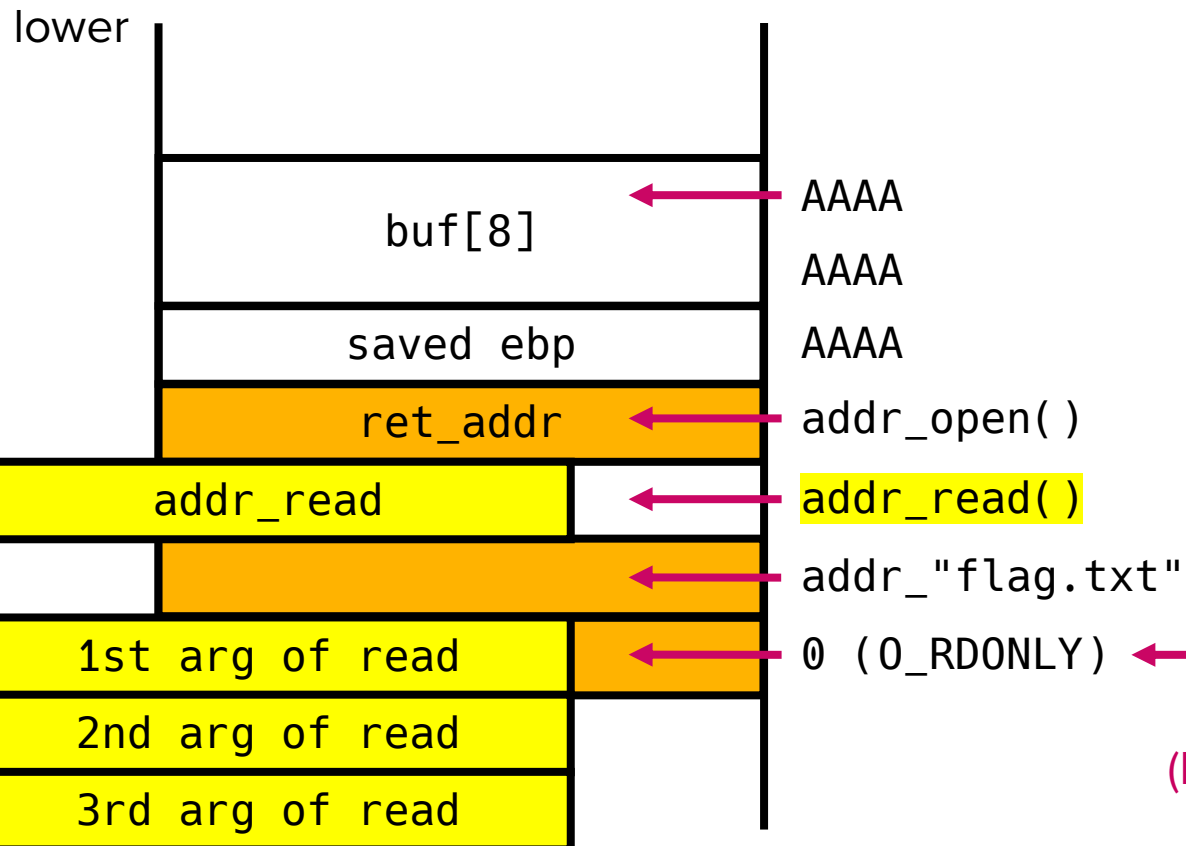 lower
buf[8]
AAAA
AAAA
saved ebp
AAAA
ret_addr
addr_open()
addr_read
addr_read()
addr_"flag.txt"
1st arg of read
0 (O_RDONLY)
2nd arg of read
3rd arg of read